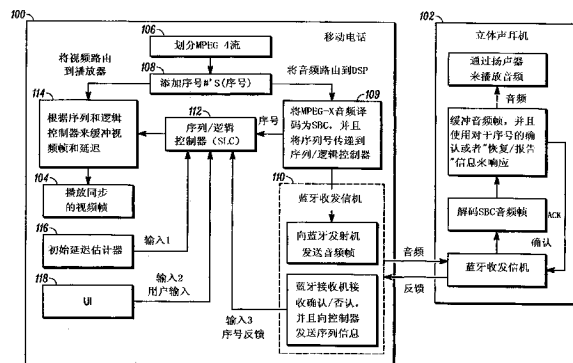 100
移动电话
106
划分MPEG 4流
将视频路由
到播放器
108
添加序号#'S(序号)
将音频路由到DSP
114
根据序列和逻辑
控制器来缓冲视
频帧和延迟
112
序列/逻辑
控制器(SLC)
序号
109
将MPEG-X音频译码
为SBC,并且
将序列号传递到
序列/逻辑控制器
104
播放同步
的视频帧
110
蓝牙收发信机
向蓝牙发射机
发送音频帧
116
初始延迟估计器
输入1
118
UI
输入2
用户输入
输入3
序号反馈
蓝牙接收机接
收确认/否认,
并且向控制器
发送序列信息
音频
反馈
102
立体声耳机
通过扬声器
来播放音频
音频
缓冲音频帧,并且
使用对于序号的确
认或者"恢复/报告
"信息来响应
解码SBC音频帧
ACK
确认
蓝牙收发信机